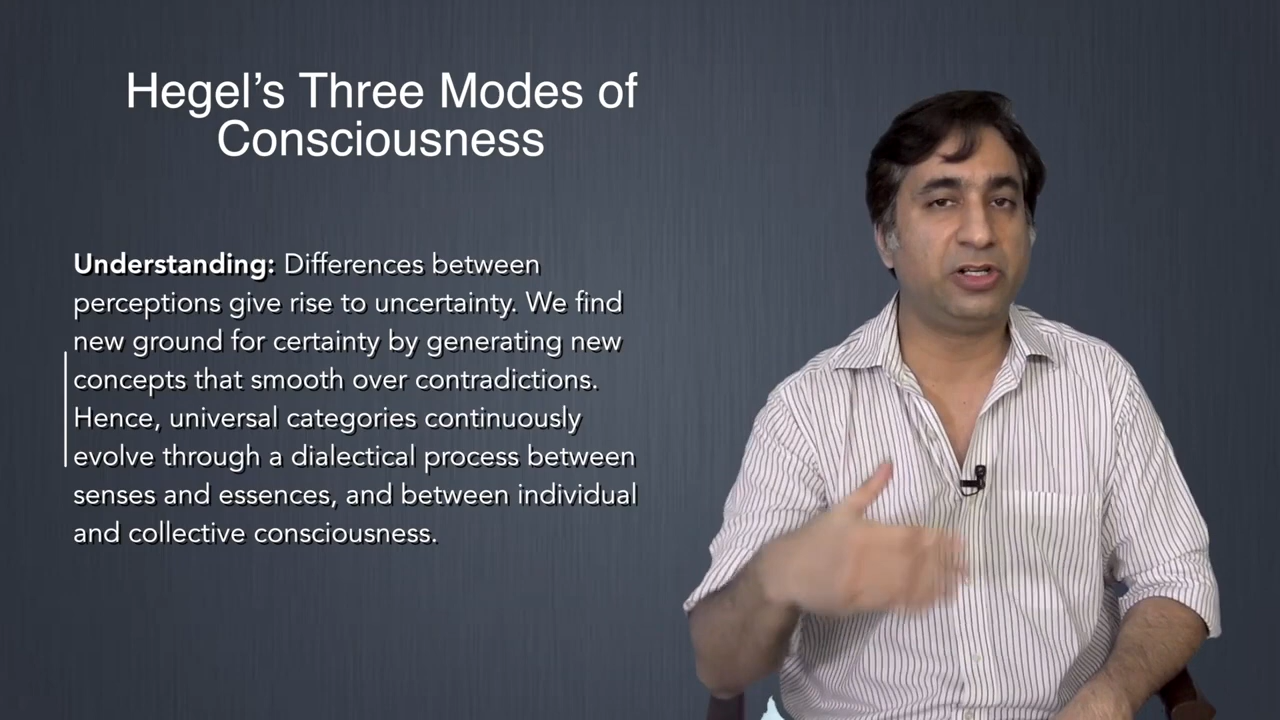 Hegel’s Three Modes of
Consciousness
Understanding: Differences between
perceptions give rise to uncertainty. We find
new ground for certainty by generating new
concepts that smooth over contradictions.
Hence, universal categories continuously
evolve through a dialectical process between
senses and essences, and between individual
and collective consciousness.